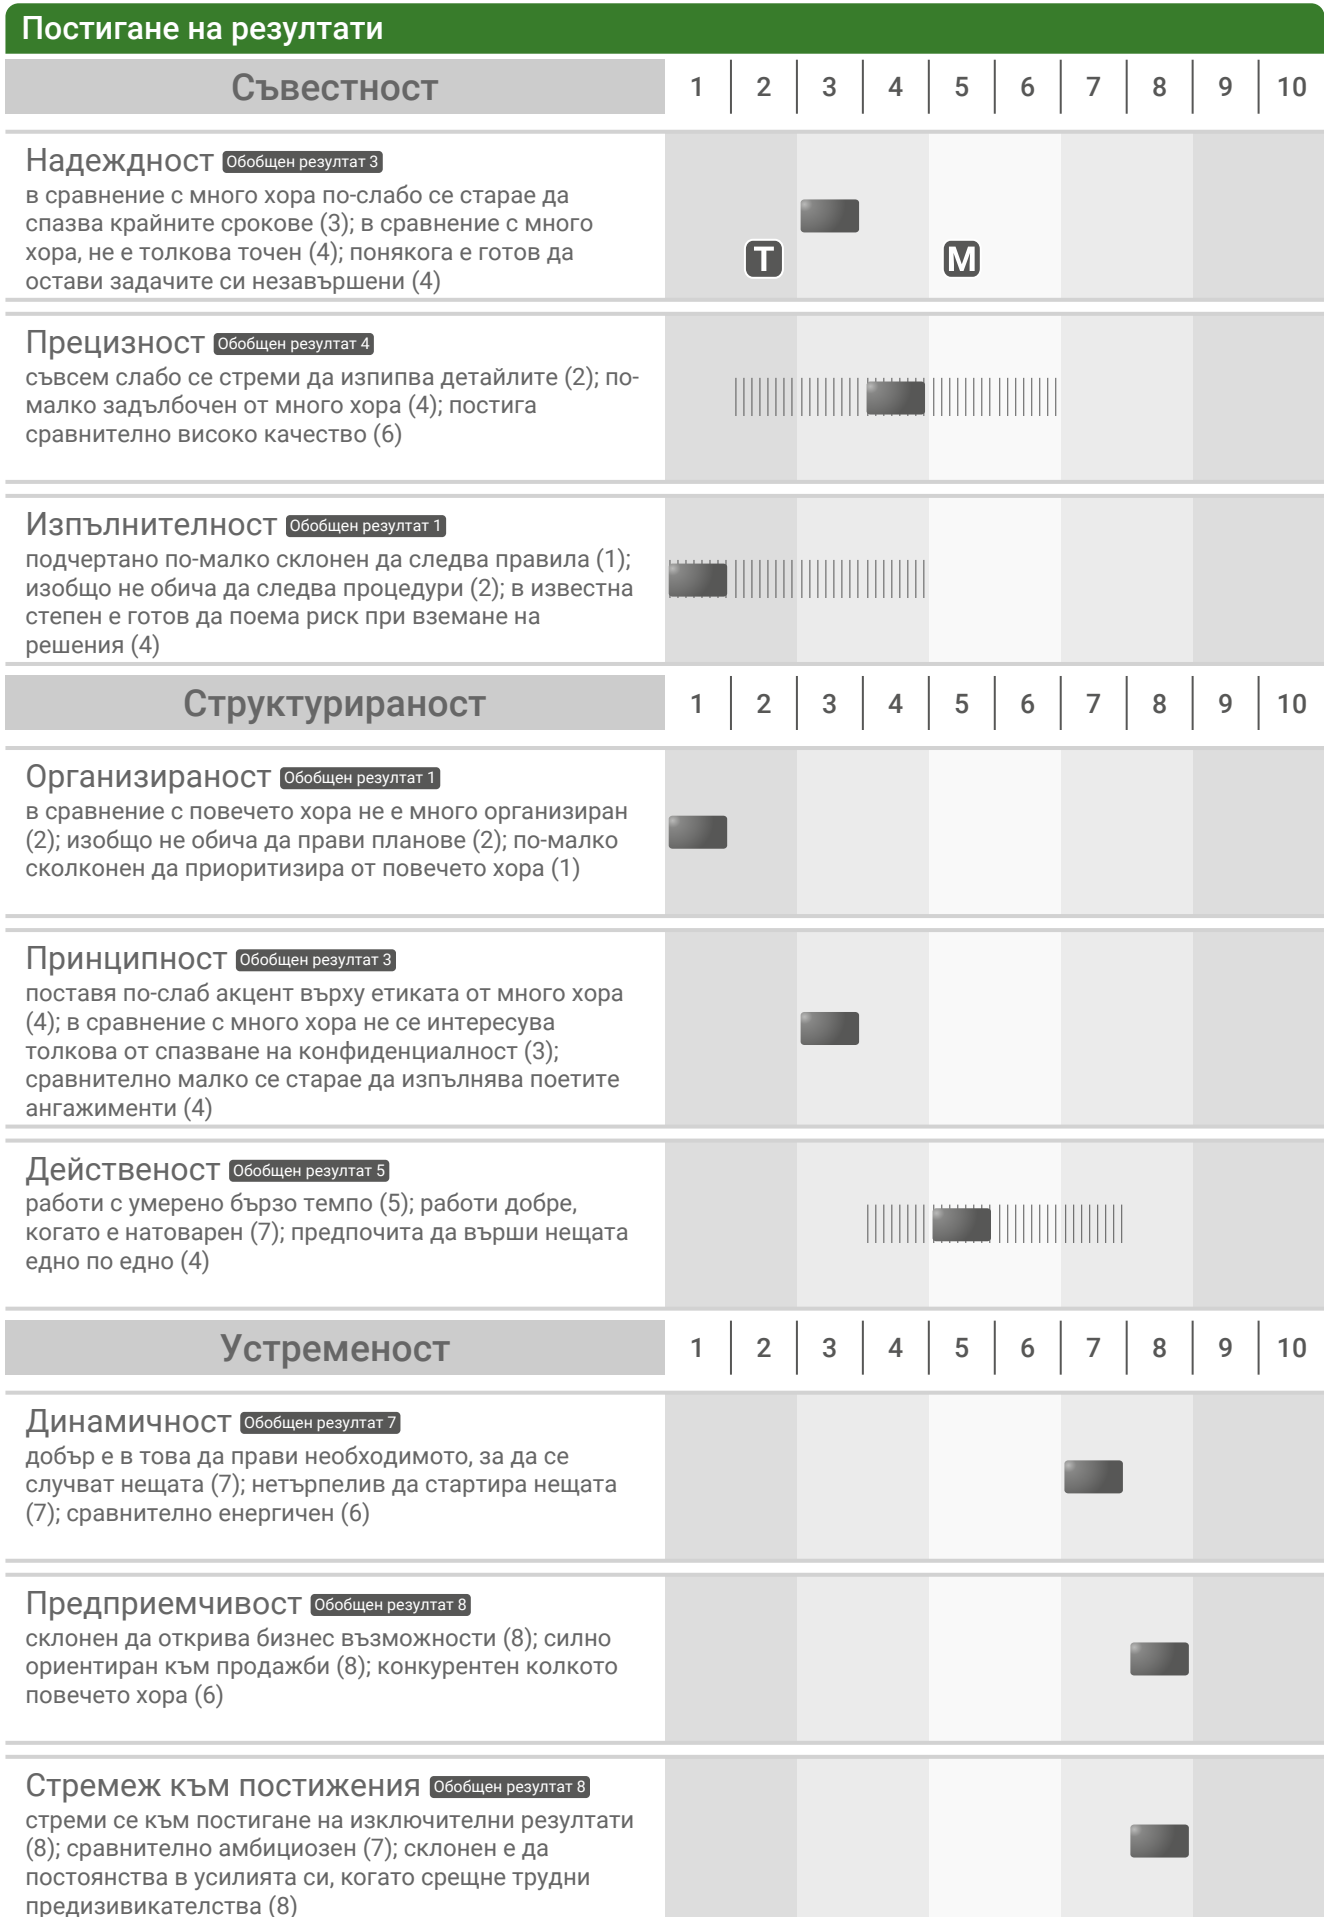 Постигане на резултати
Съвестност 1 2 3 4 5 6 7 8 9 10
Надеждност Обобщен резултат 3
в сравнение с много хора по-слабо се старае да
спазва крайните срокове (3); в сравнение с много
хора, не е толкова точен (4); понякога е готов да
остави задачите си незавършени (4)
T M
Прецизност Обобщен резултат 4
съвсем слабо се стреми да изпипва детайлите (2); по-
малко задълбочен от много хора (4); постига
сравнително високо качество (6)
Изпълнителност Обобщен резултат 1
подчертано по-малко склонен да следва правила (1);
изобщо не обича да следва процедури (2); в известна
степен е готов да поема риск при вземане на
решения (4)
Структурираност 1 2 3 4 5 6 7 8 9 10
Организираност Обобщен резултат 1
в сравнение с повечето хора не е много организиран
(2); изобщо не обича да прави планове (2); по-малко
сколконен да приоритизира от повечето хора (1)
Принципност Обобщен резултат 3
поставя по-слаб акцент върху етиката от много хора
(4); в сравнение с много хора не се интересува
толкова от спазване на конфиденциалност (3);
сравнително малко се старае да изпълнява поетите
ангажименти (4)
Действеност Обобщен резултат 5
работи с умерено бързо темпо (5); работи добре,
когато е натоварен (7); предпочита да върши нещата
едно по едно (4)
Устременост 1 2 3 4 5 6 7 8 9 10
Динамичност Обобщен резултат 7
добър е в това да прави необходимото, за да се
случват нещата (7); нетърпелив да стартира нещата
(7); сравнително енергичен (6)
Предприемчивост Обобщен резултат 8
склонен да открива бизнес възможности (8); силно
ориентиран към продажби (8); конкурентен колкото
повечето хора (6)
Стремеж към постижения Обобщен резултат 8
стреми се към постигане на изключителни резултати
(8); сравнително амбициозен (7); склонен е да
постоянства в усилията си, когато срещне трудни
предизивикателства (8)